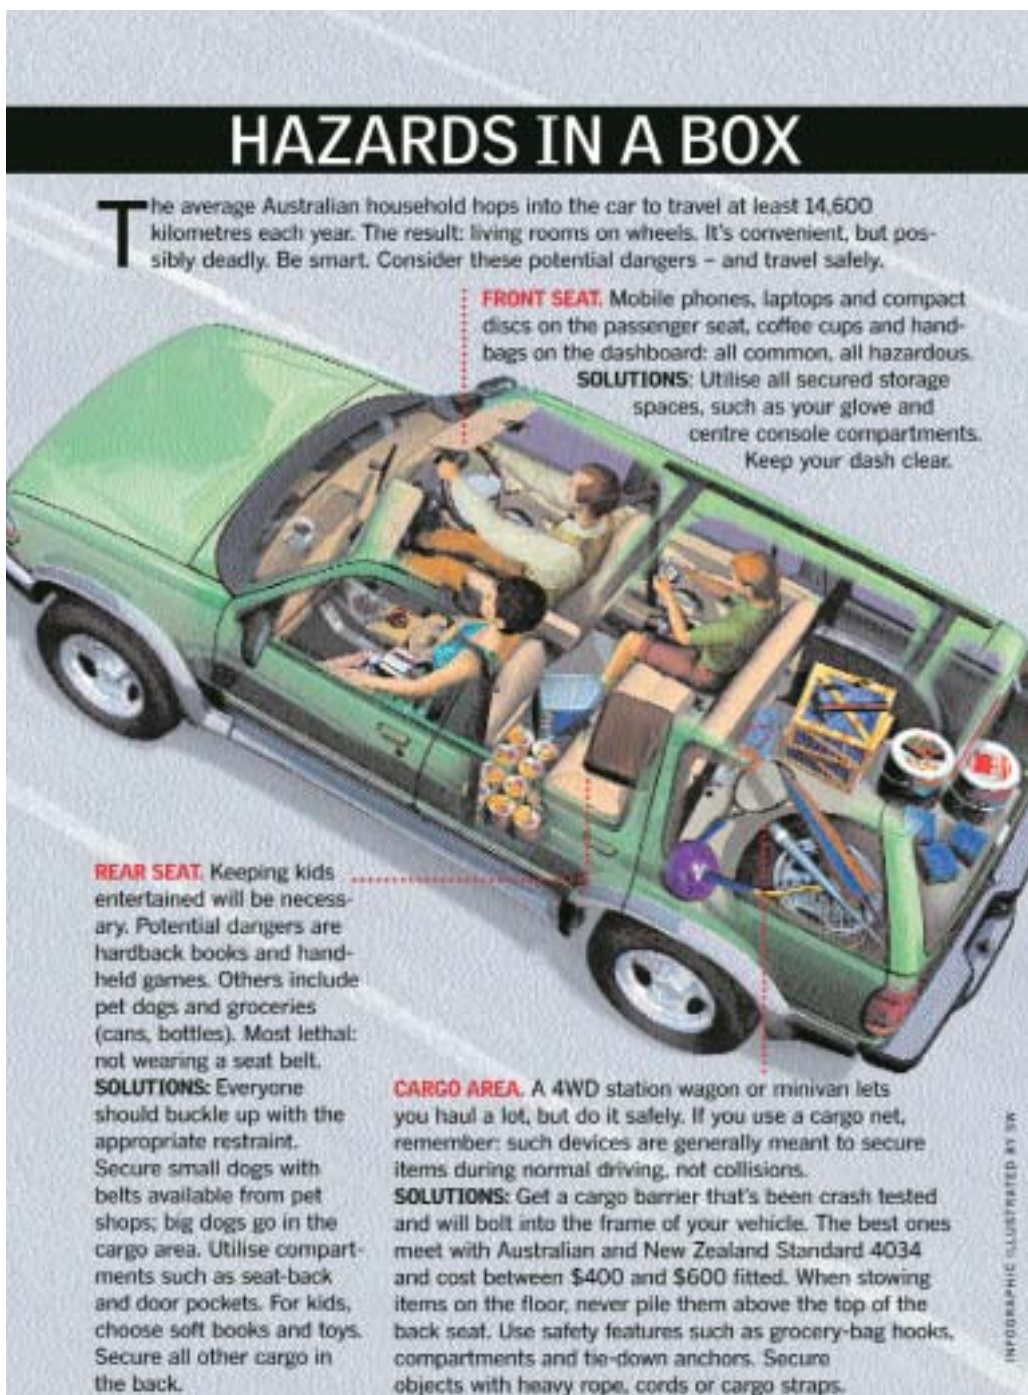 HAZARDS IN A BOX
The average Australian household hops into the car to travel at least 14,600
kilometres each year. The result: living rooms on wheels. It's convenient, but pos-
sibly deadly. Be smart. Consider these potential dangers – and travel safely.
FRONT SEAT. Mobile phones, laptops and compact
discs on the passenger seat, coffee cups and hand-
bags on the dashboard: all common, all hazardous.
SOLUTIONS: Utilise all secured storage
spaces, such as your glove and
centre console compartments.
Keep your dash clear.
REAR SEAT. Keeping kids
entertained will be necess-
ary. Potential dangers are
hardback books and hand-
held games. Others include
pet dogs and groceries
(cans, bottles). Most lethal:
not wearing a seat belt.
SOLUTIONS: Everyone
should buckle up with the
appropriate restraint.
Secure small dogs with
belts available from pet
shops; big dogs go in the
cargo area. Utilise compart-
ments such as seat-back
and door pockets. For kids,
choose soft books and toys.
Secure all other cargo in
the back.
CARGO AREA. A 4WD station wagon or minivan lets
you haul a lot, but do it safely. If you use a cargo net,
remember: such devices are generally meant to secure
items during normal driving, not collisions.
SOLUTIONS: Get a cargo barrier that's been crash tested
and will bolt into the frame of your vehicle. The best ones
meet with Australian and New Zealand Standard 4034
and cost between $400 and $600 fitted. When stowing
items on the floor, never pile them above the top of the
back seat. Use safety features such as grocery-bag hooks,
compartments and tie-down anchors. Secure
objects with heavy rope, cords or cargo straps.
INFOGRAPHIC ILLUSTRATED BY SW